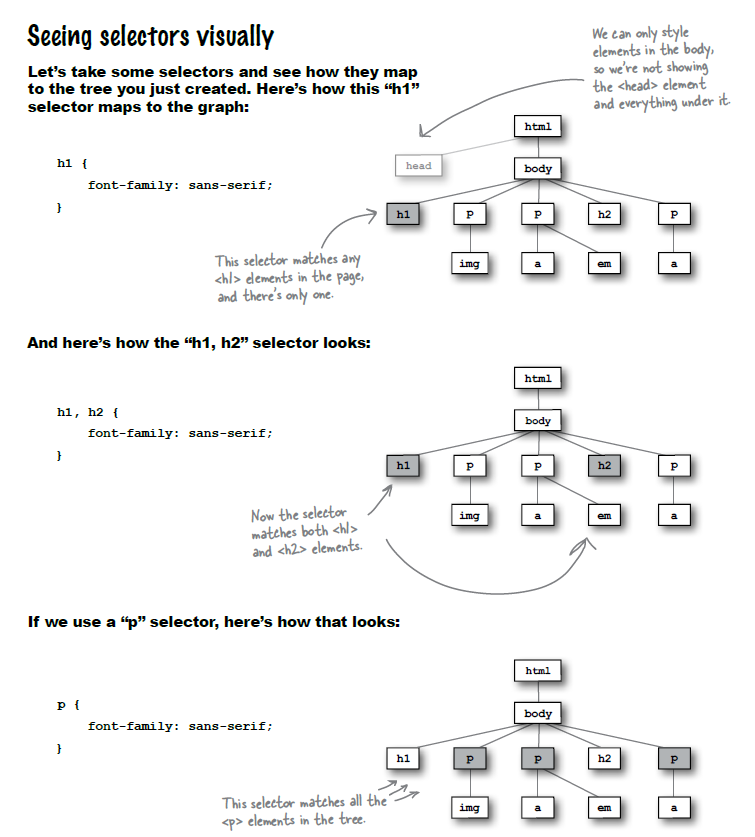 Seeing selectors visually
We can only style
elements in the body,
so we're not showing
the <head> element
and everything under it.
Let's take some selectors and see how they map
to the tree you just created. Here's how this “h1”
selector maps to the graph:
html
head
body
h1 {
font-family: sans-serif;
}
h1 p p h2 p
img a em a
This selector matches any
<h1> elements in the page,
and there's only one.
And here's how the “h1, h2” selector looks:
html
body
h1, h2 {
font-family: sans-serif;
}
h1 p p h2 p
img a em a
Now the selector
matches both <h1>
and <h2> elements.
If we use a “p” selector, here's how that looks:
html
body
p {
font-family: sans-serif;
}
h1 p p h2 p
img a em a
This selector matches all the
<p> elements in the tree.